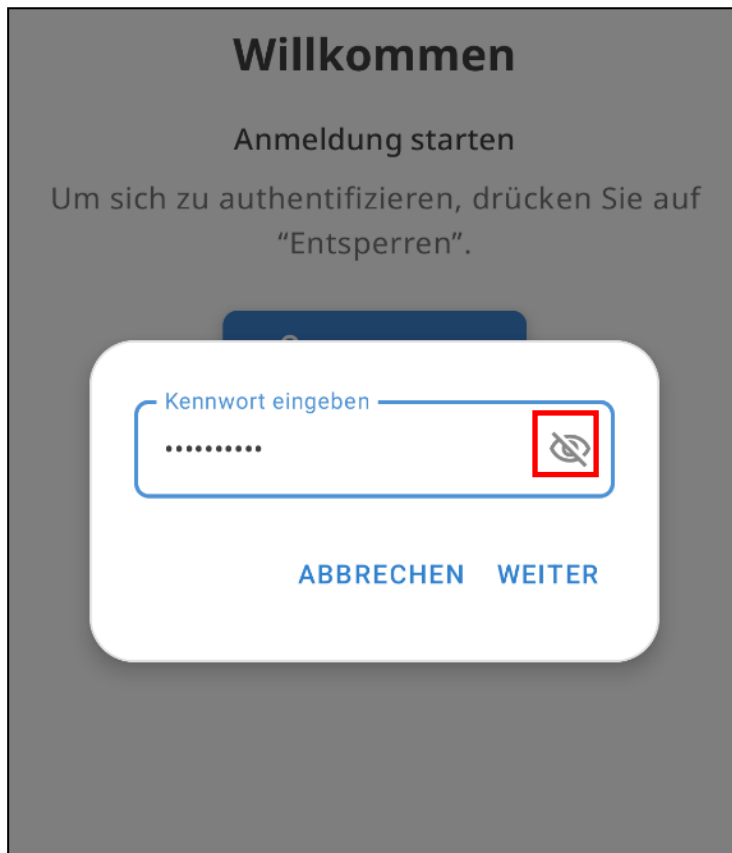 Willkommen
Anmeldung starten
Um sich zu authentifizieren, drücken Sie auf
“Entsperren”.
Kennwort eingeben
••••••••••
ABBRECHEN WEITER